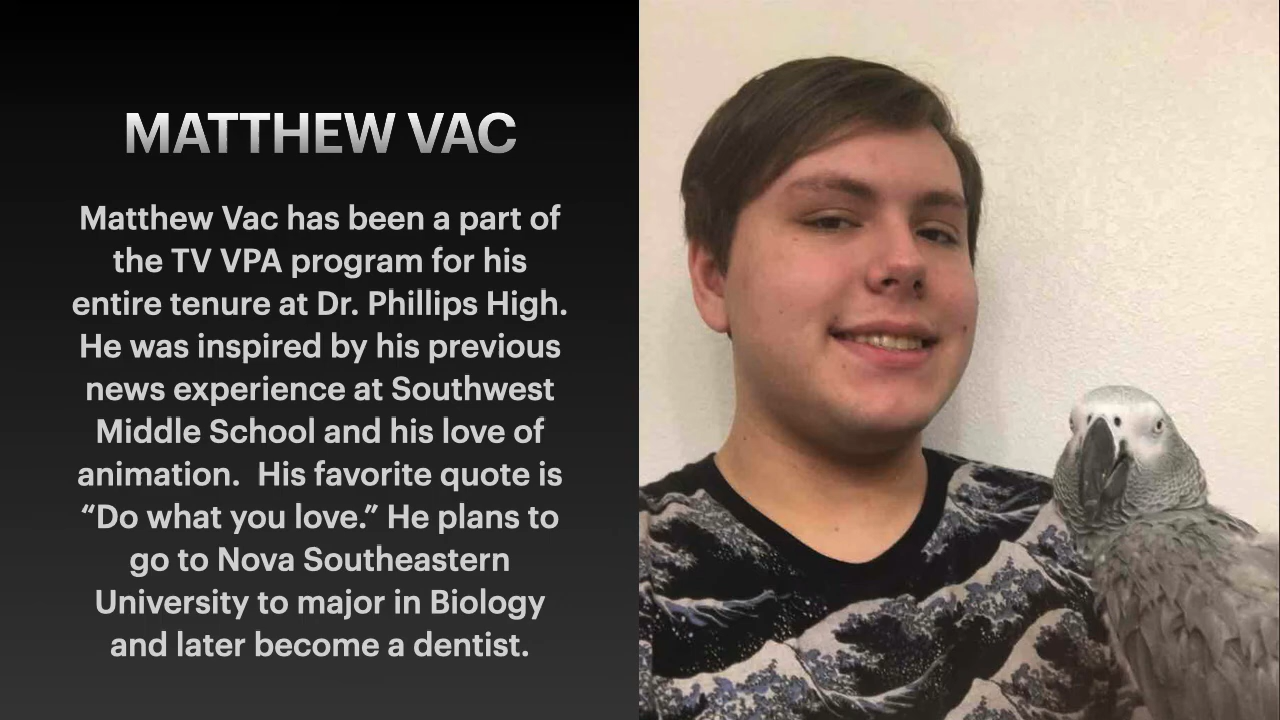 MATTHEW VAC
Matthew Vac has been a part of
the TV VPA program for his
entire tenure at Dr. Phillips High.
He was inspired by his previous
news experience at Southwest
Middle School and his love of
animation.  His favorite quote is
“Do what you love.” He plans to
go to Nova Southeastern
University to major in Biology
and later become a dentist.